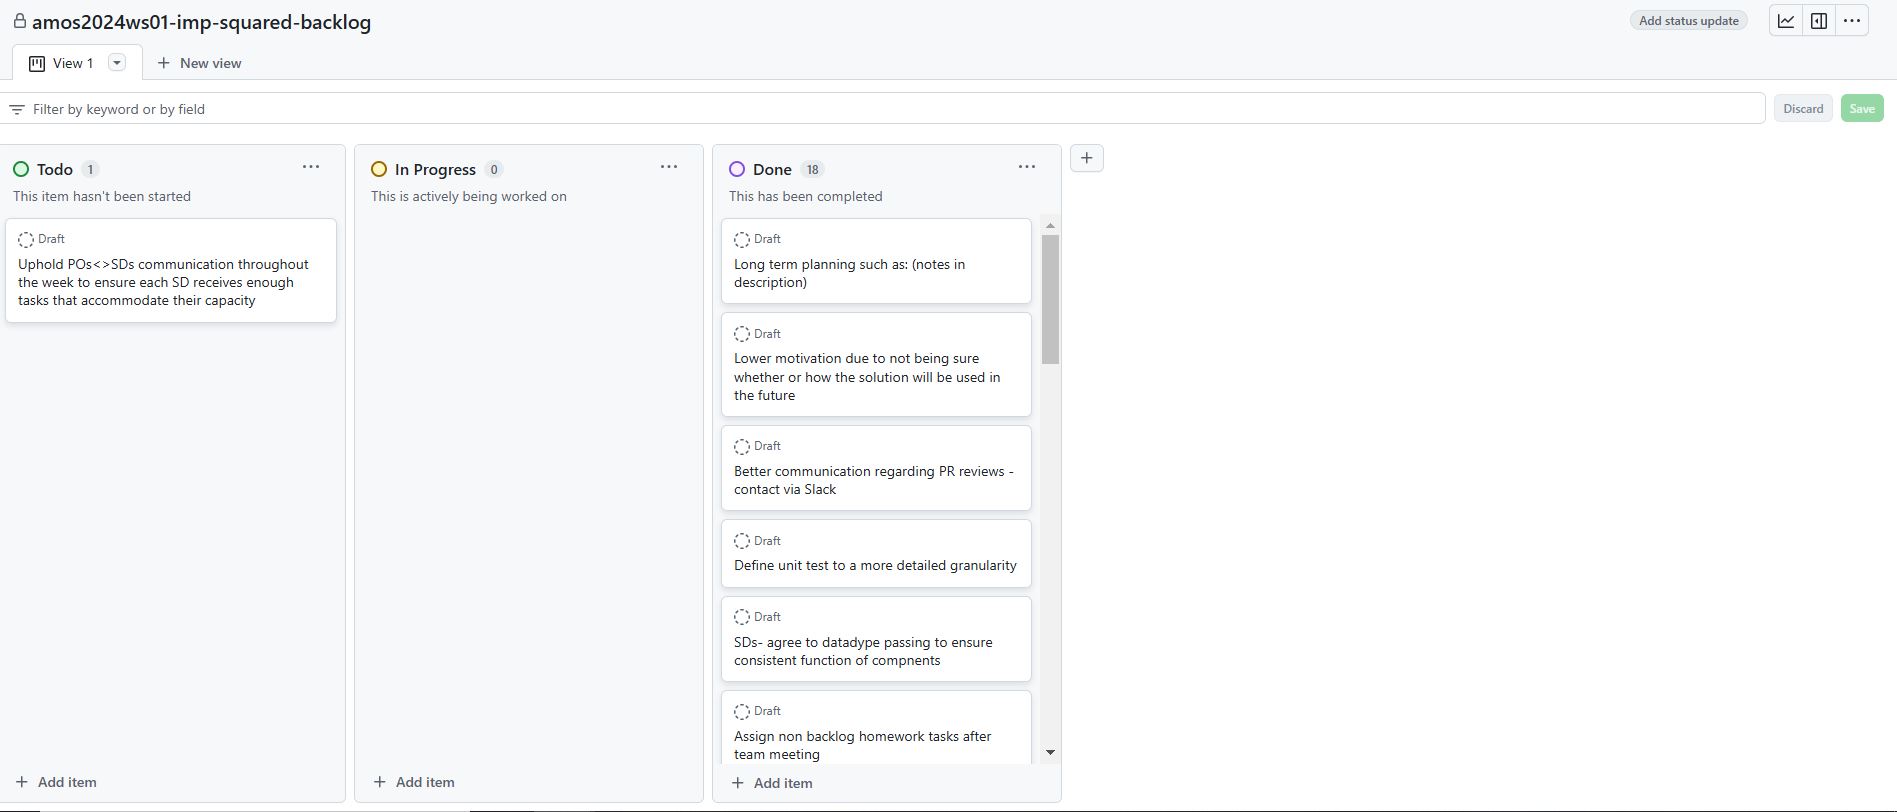 amos2024ws01-imp-squared-backlog
Add status update
View 1
New view
Filter by keyword or by field
Discard
Save
Todo 1
This item hasn't been started
Draft
Uphold POs<>SDs communication throughout
the week to ensure each SD receives enough
tasks that accommodate their capacity
Add item
In Progress 0
This is actively being worked on
Add item
Done 18
This has been completed
Draft
Long term planning such as: (notes in
description)
Draft
Lower motivation due to not being sure
whether or how the solution will be used in
the future
Draft
Better communication regarding PR reviews -
contact via Slack
Draft
Define unit test to a more detailed granularity
Draft
SDs- agree to datadype passing to ensure
consistent function of compnents
Draft
Assign non backlog homework tasks after
team meeting
Add item